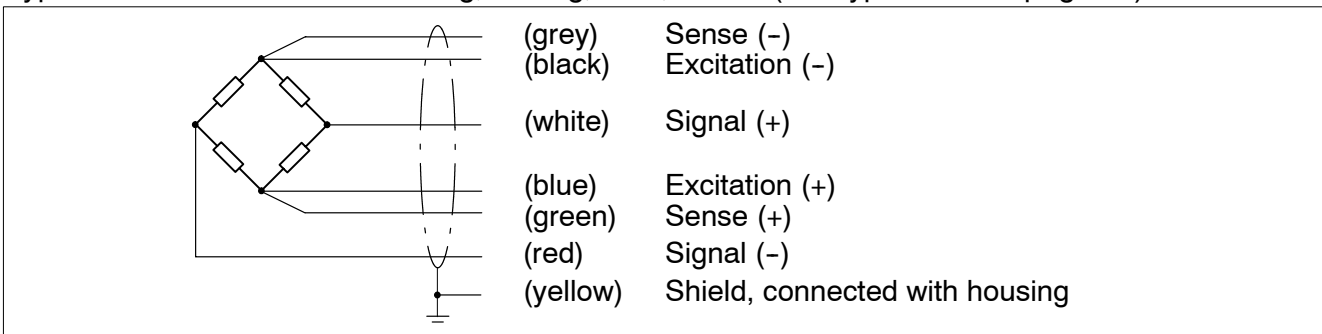 (grey) Sense (–)
(black) Excitation (–)
(white) Signal (+)
(blue) Excitation (+)
(green) Sense (+)
(red) Signal (–)
(yellow) Shield, connected with housing